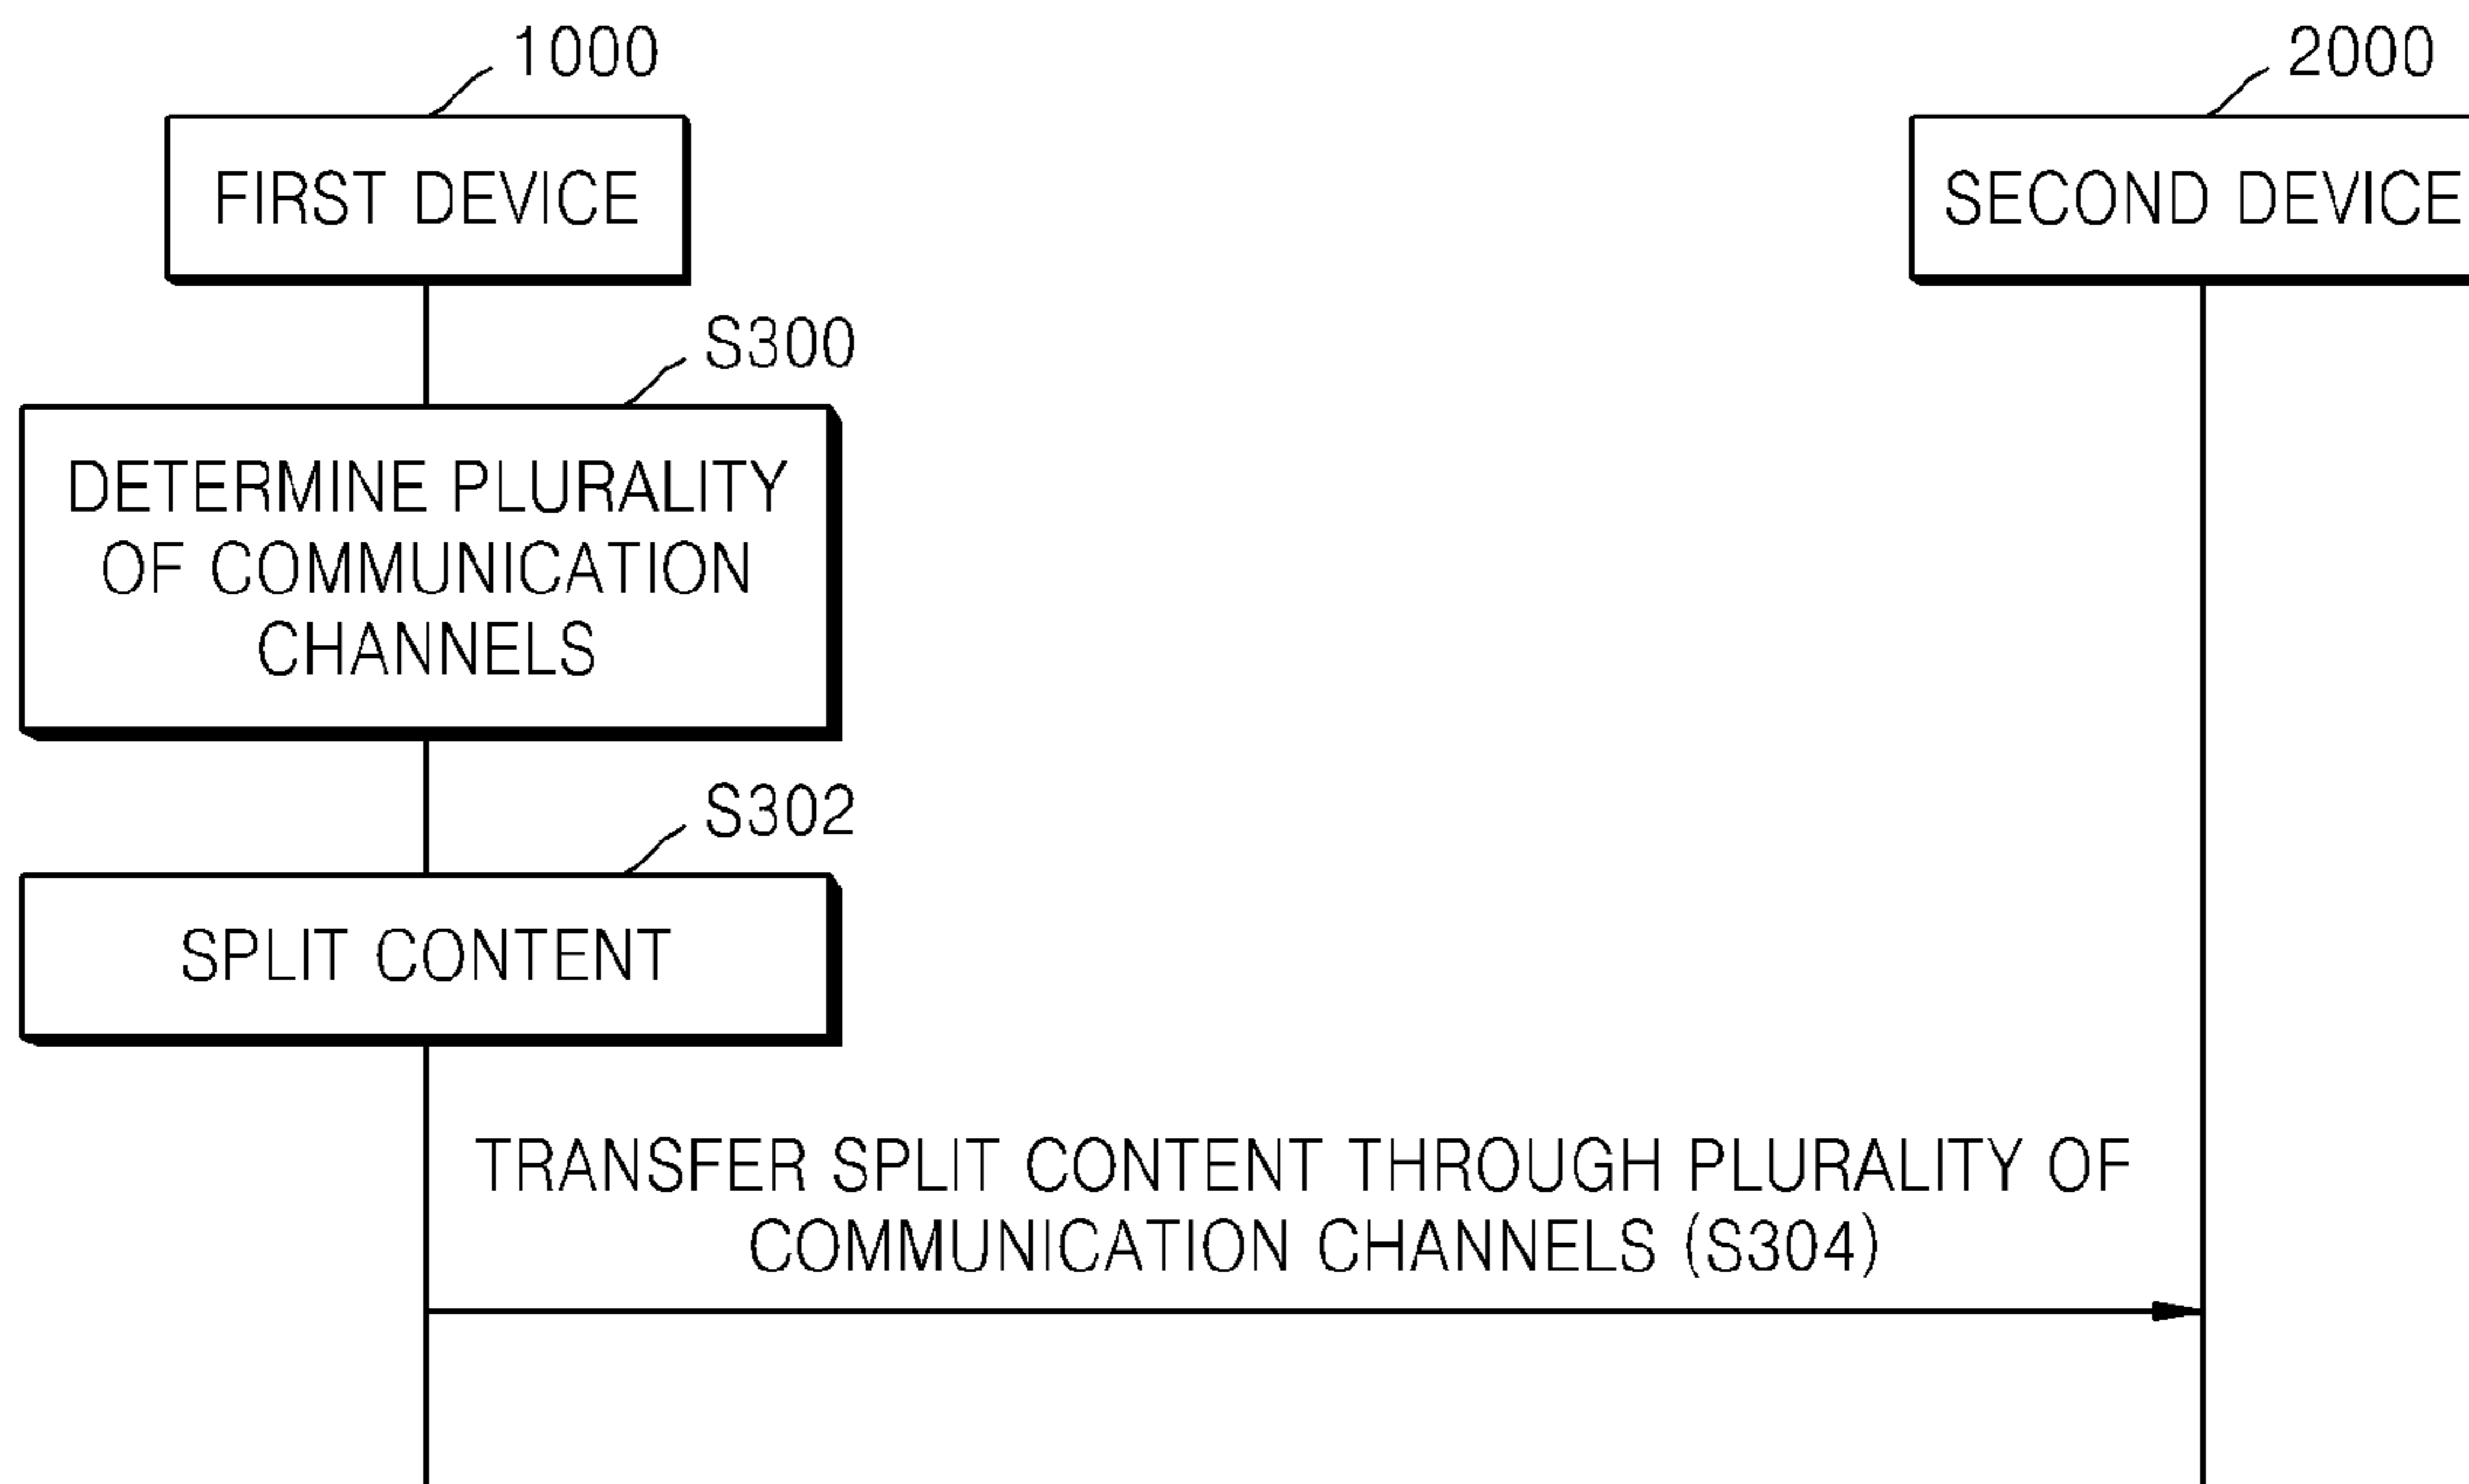 1000
2000
FIRST DEVICE
SECOND DEVICE
S300
DETERMINE PLURALITY
OF COMMUNICATION
CHANNELS
S302
SPLIT CONTENT
TRANSFER SPLIT CONTENT THROUGH PLURALITY OF
COMMUNICATION CHANNELS (S304)